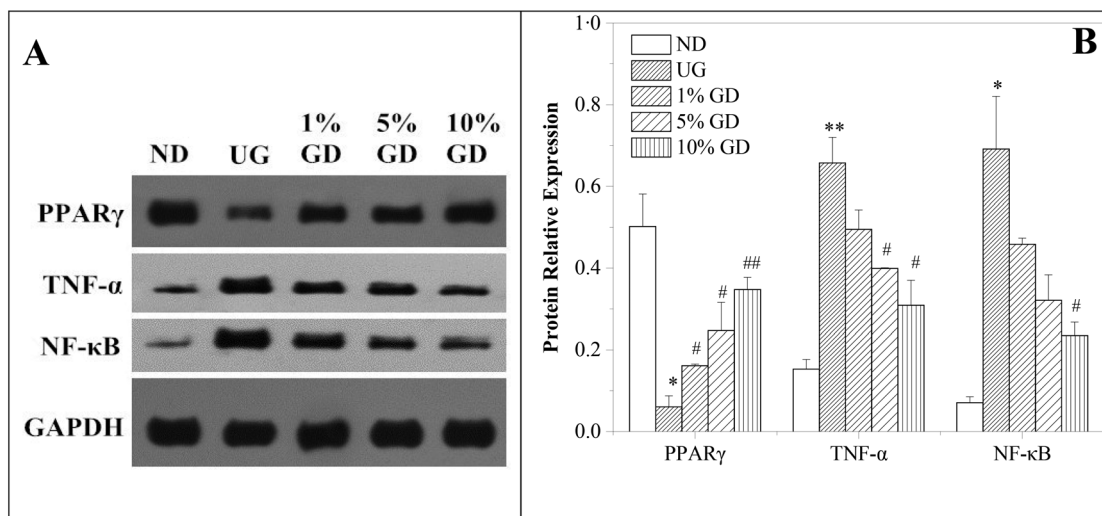 A
ND
UG
1%
GD
5%
GD
10%
GD
PPARγ
TNF-α
NF-κB
GAPDH
B
Protein Relative Expression
1·0
0.8
0.6
0.4
0.2
0.0
ND
UG
1% GD
5% GD
10% GD
*
#
#
##
**
#
#
*
#
PPARγ
TNF-α
NF-κB